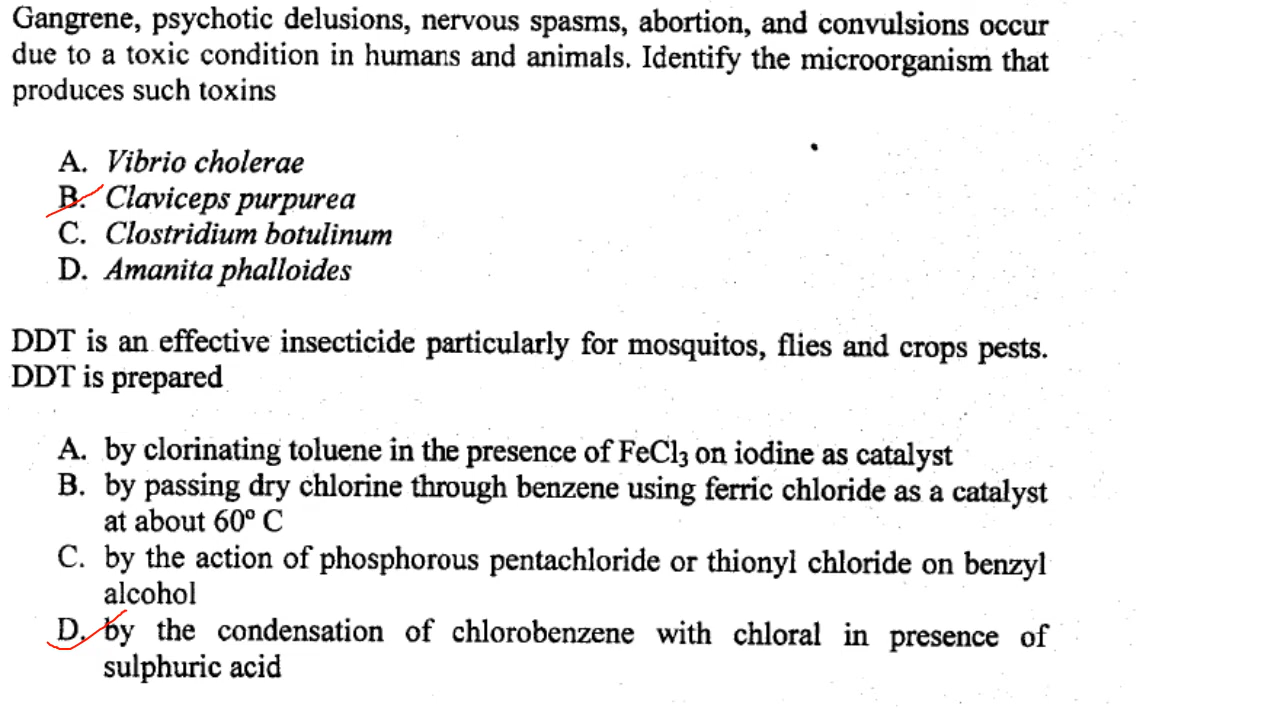 Gangrene, psychotic delusions, nervous spasms, abortion, and convulsions occur
due to a toxic condition in humans and animals. Identify the microorganism that
produces such toxins
A. Vibrio cholerae
B. Claviceps purpurea
C. Clostridium botulinum
D. Amanita phalloides
DDT is an effective insecticide particularly for mosquitos, flies and crops pests.
DDT is prepared
A. by clorinating toluene in the presence of FeCl₃ on iodine as catalyst
B. by passing dry chlorine through benzene using ferric chloride as a catalyst
at about 60° C
C. by the action of phosphorous pentachloride or thionyl chloride on benzyl
alcohol
D. by the condensation of chlorobenzene with chloral in presence of
sulphuric acid